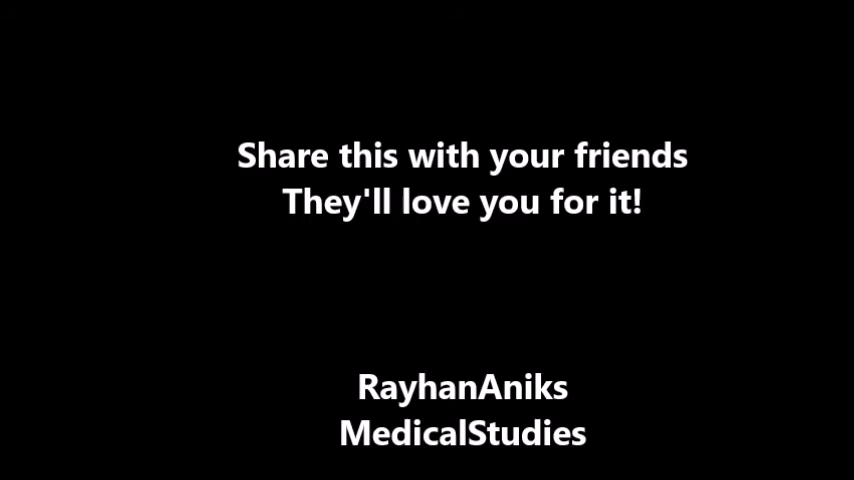 Share this with your friends
They'll love you for it!
RayhanAniks
MedicalStudies